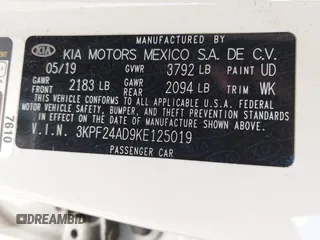 MANUFACTURED BY
KIA KIA MOTORS MEXICO S.A. DE C.V.
05/19 GVWR 3792 LB PAINT UD
GAWR FRONT 2183 LB GAWR REAR 2094 LB TRIM WK
THIS VEHICLE CONFORMS TO ALL APPLICABLE U.S.
FEDERAL MOTOR VEHICLE SAFETY, BUMPER, AND
THEFT PREVENTION STANDARDS IN EFFECT ON THE
DATE OF MANUFACTURE SHOWN ABOVE.
V.I.N. 3KPF24AD9KE125019
PASSENGER CAR
7610
DREAMBID